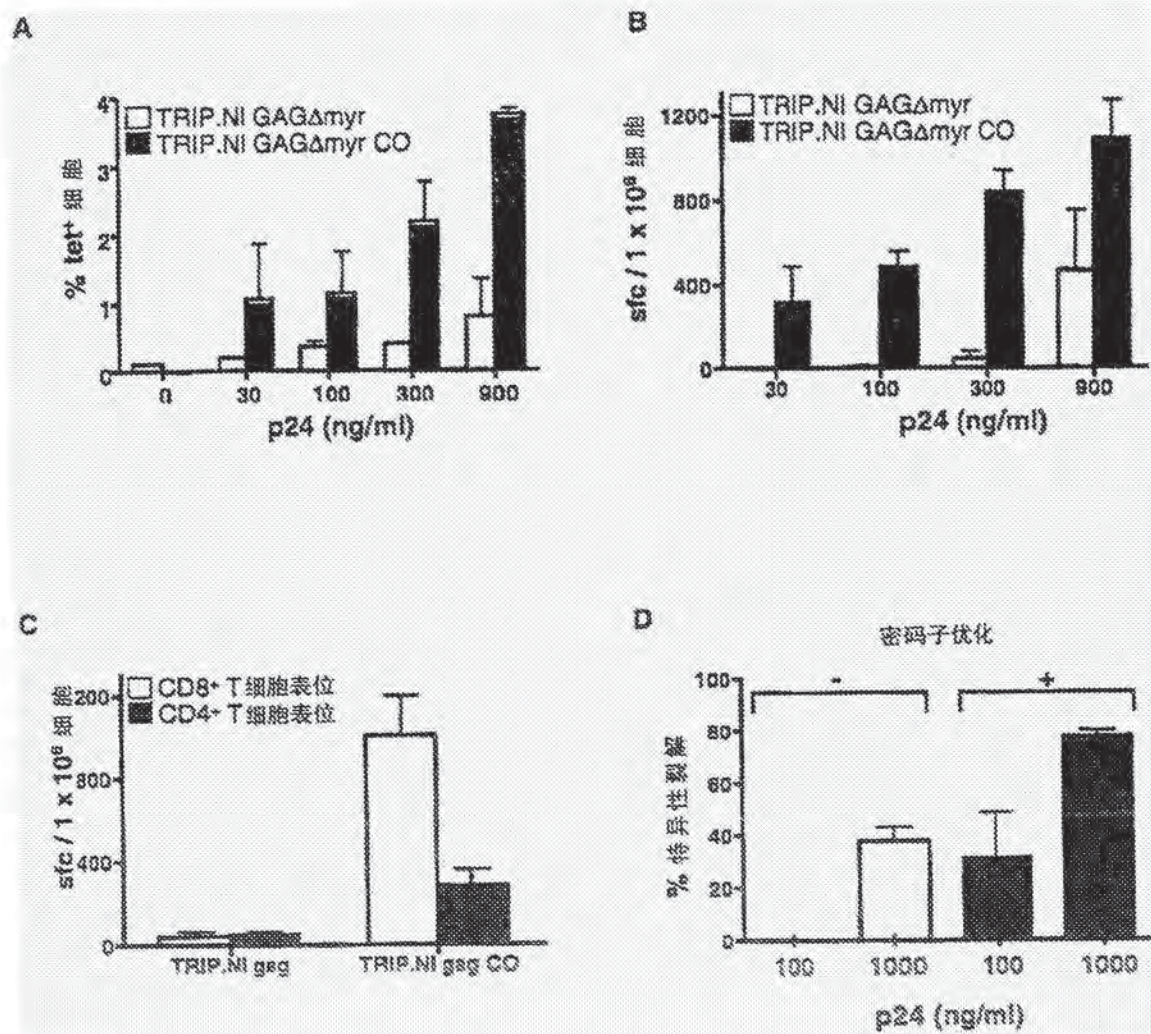 A
TRIP.NI GAGΔmyr
TRIP.NI GAGΔmyr CO
% tet⁺ 细胞
4
3
2
1
0
0 30 100 300 900
p24 (ng/ml)
B
TRIP.NI GAGΔmyr
TRIP.NI GAGΔmyr CO
sfc / 1 x 10⁶ 细胞
1200
800
400
0
30 100 300 900
p24 (ng/ml)
C
CD8⁺ T 细胞表位
CD4⁺ T 细胞表位
sfc / 1 x 10⁶ 细胞
1200
800
400
0
TRIP.NI gag TRIP.NI gag CO
D
密码子优化
- +
% 特异性裂解
100
80
60
40
20
0
100 1000 100 1000
p24 (ng/ml)